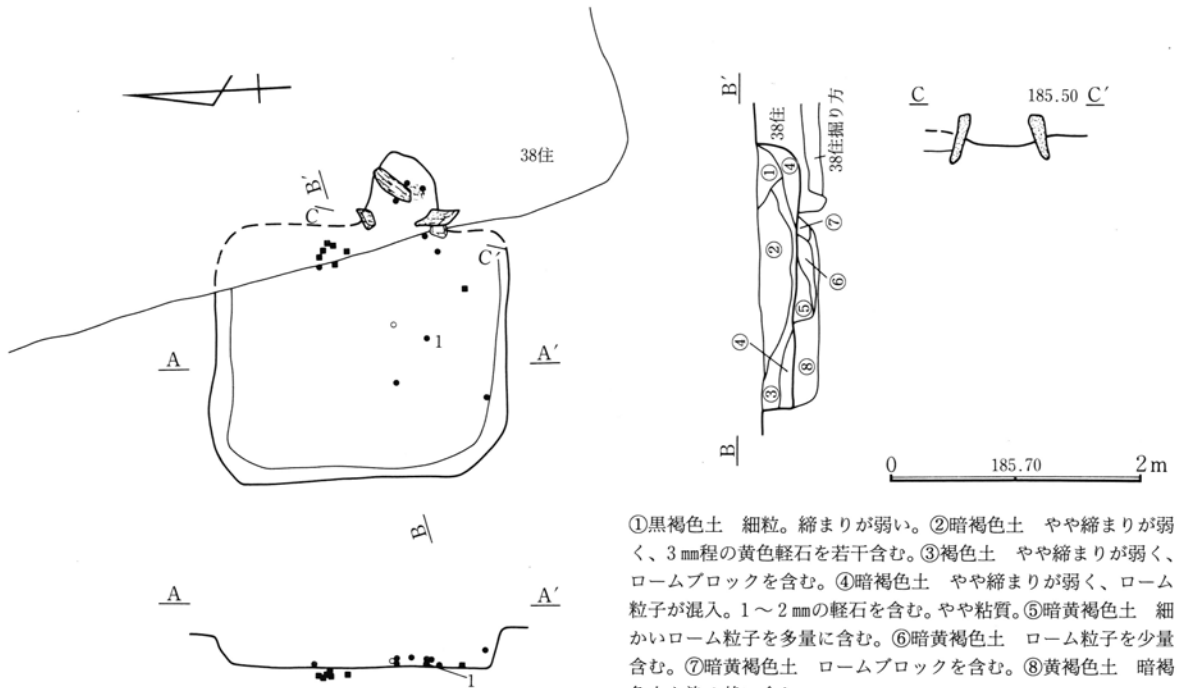 38住
B′
C
C′
A
A′
1
B
A
A′
1
B′
38住
38住掘り方
①
④
⑦
②
⑥
⑤
④
⑧
③
B
C
185.50 C′
0
185.70
2m
①黒褐色土　細粒。締まりが弱い。②暗褐色土　やや締まりが弱
く、3㎜程の黄色軽石を若干含む。③褐色土　やや締まりが弱く、
ロームブロックを含む。④暗褐色土　やや締まりが弱く、ローム
粒子が混入。1～2㎜の軽石を含む。やや粘質。⑤暗黄褐色土　細
かいローム粒子を多量に含む。⑥暗黄褐色土　ローム粒子を少量
含む。⑦暗黄褐色土　ロームブロックを含む。⑧黄褐色土　暗褐